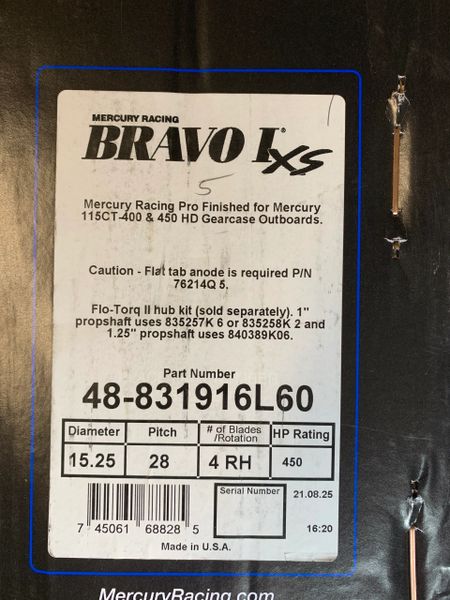 MERCURY RACING
BRAVO I® XS
5
Mercury Racing Pro Finished for Mercury
115CT-400 & 450 HD Gearcase Outboards.
Caution - Flat tab anode is required P/N
76214Q 5.
Flo-Torq II hub kit (sold separately). 1"
propshaft uses 835257K 6 or 835258K 2 and
1.25" propshaft uses 840389K06.
Part Number
48-831916L60
Diameter Pitch # of Blades /Rotation HP Rating
15.25 28 4 RH 450
Serial Number 21.08.25
16:20
7 45061 68828 5
Made in U.S.A.
MercuryRacing.com